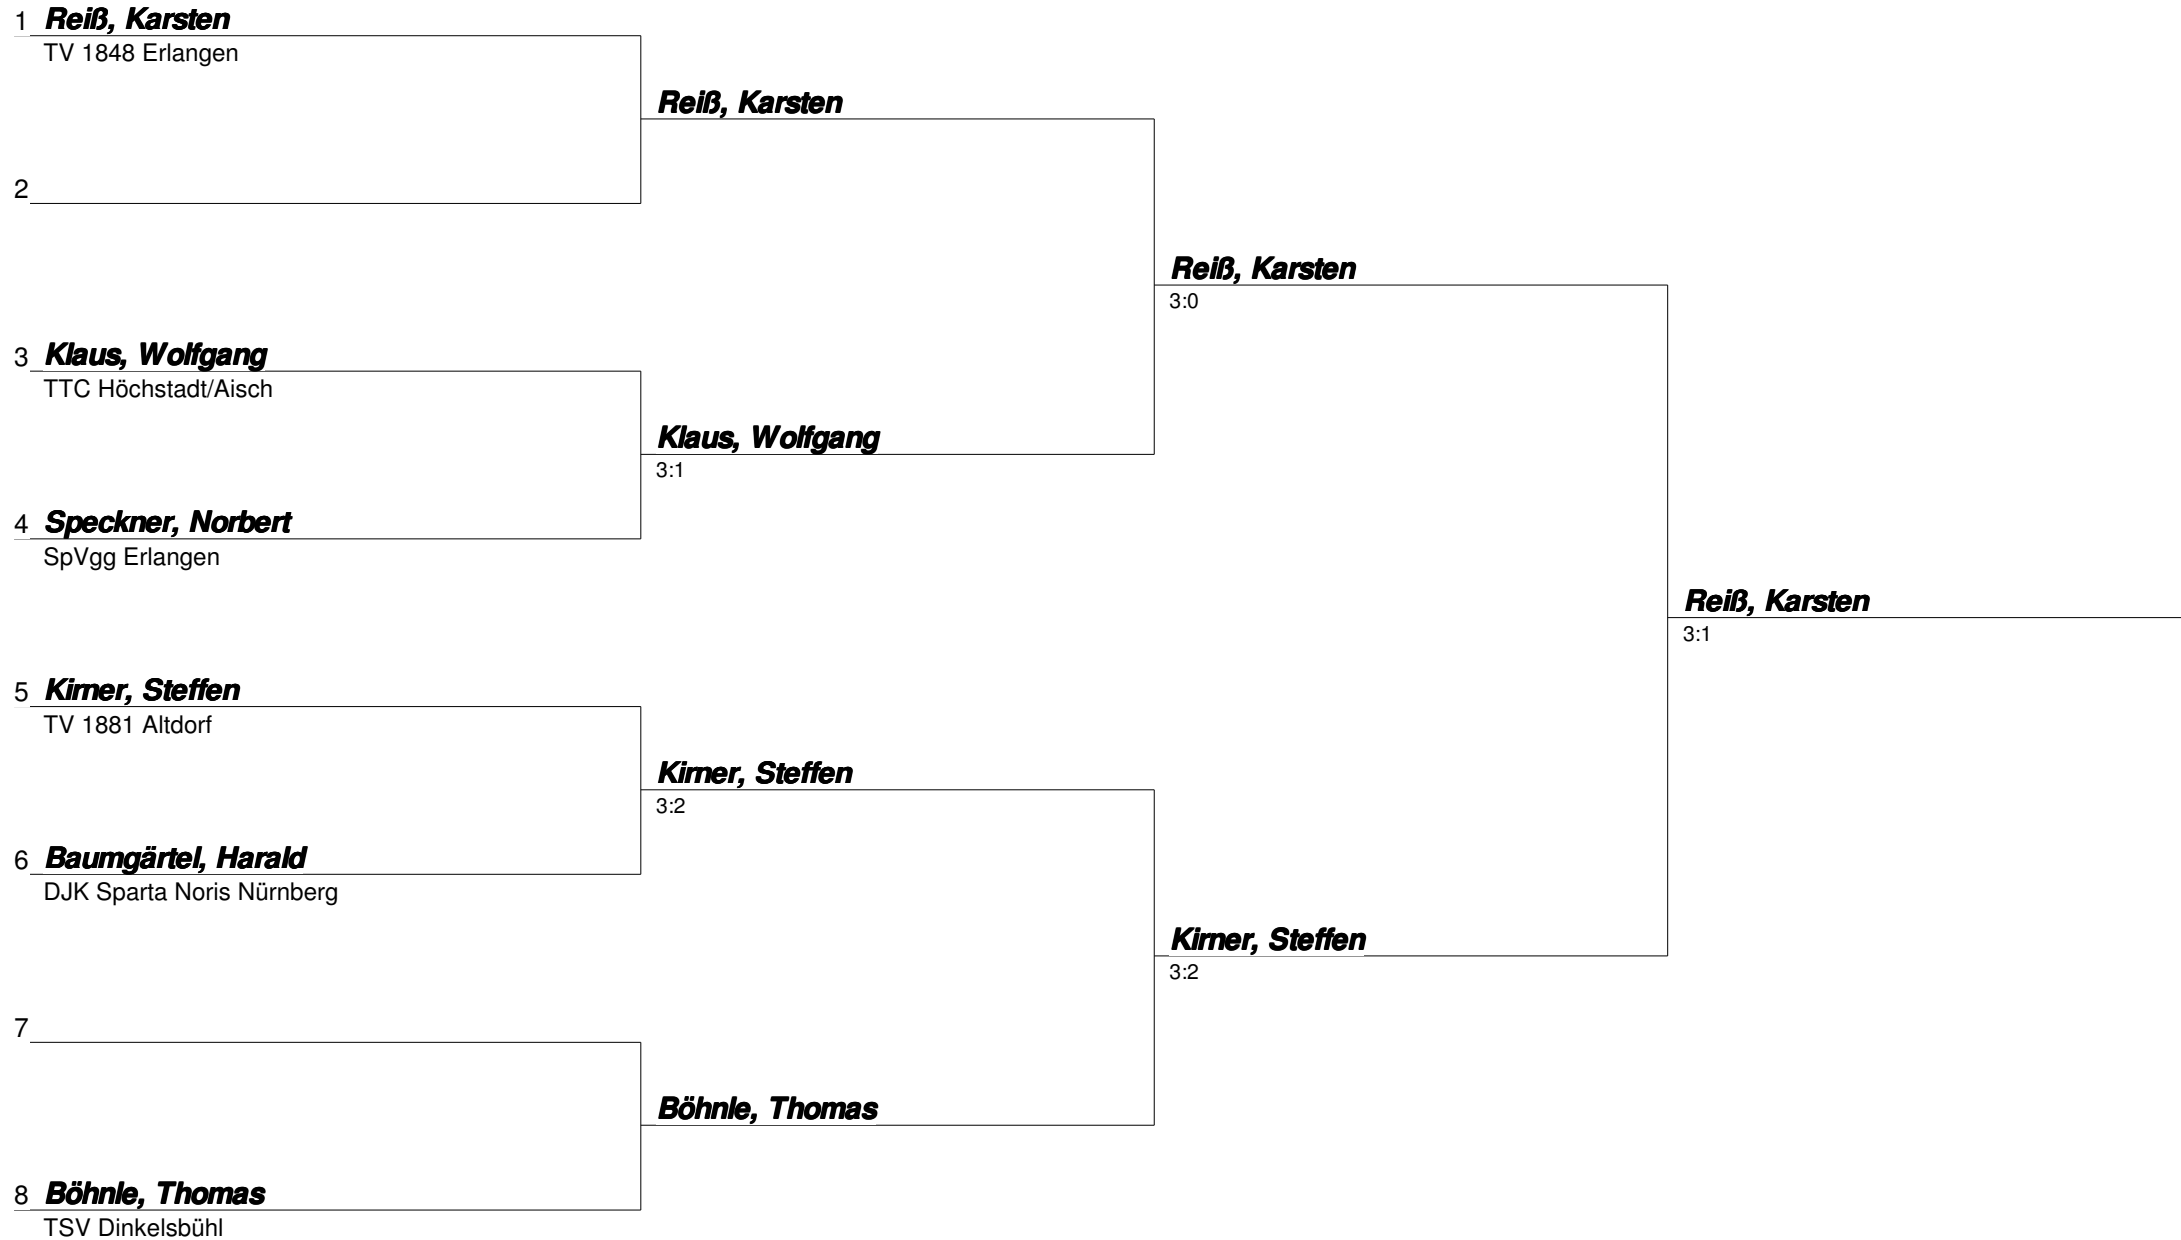 1 Reiß, Karsten
TV 1848 Erlangen
Reiß, Karsten
2
Reiß, Karsten
3:0
3 Klaus, Wolfgang
TTC Höchstadt/Aisch
Klaus, Wolfgang
3:1
4 Speckner, Norbert
SpVgg Erlangen
Reiß, Karsten
3:1
5 Kirner, Steffen
TV 1881 Altdorf
Kirner, Steffen
3:2
6 Baumgärtel, Harald
DJK Sparta Noris Nürnberg
Kirner, Steffen
3:2
7
Böhnle, Thomas
8 Böhnle, Thomas
TSV Dinkelsbühl